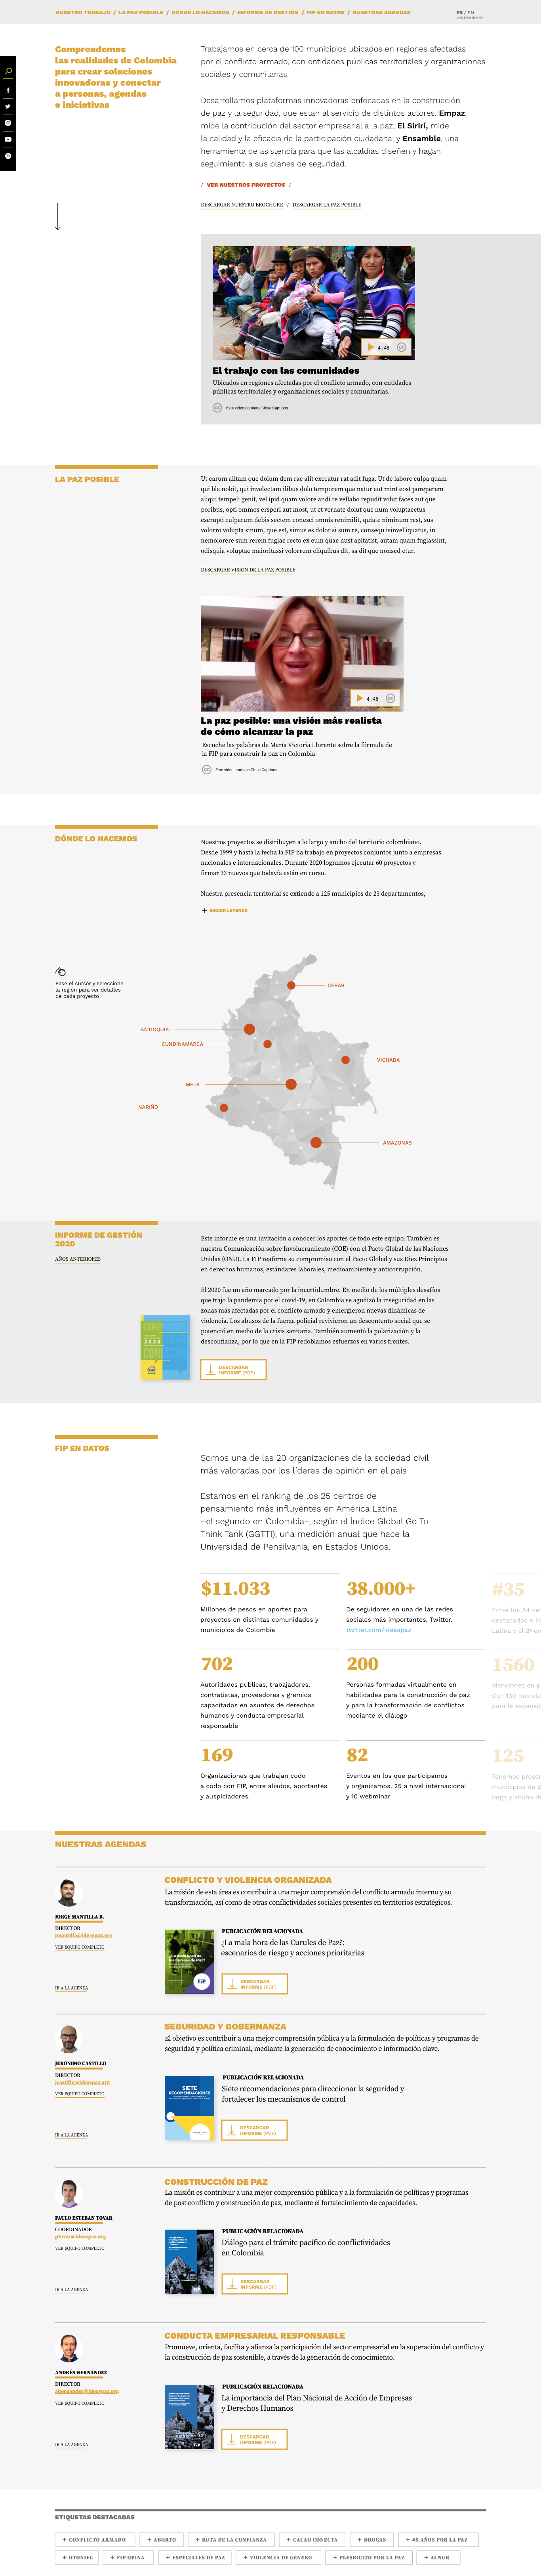 NUESTRO TRABAJO / LA PAZ POSIBLE / DÓNDE LO HACEMOS / INFORME DE GESTIÓN / FIP EN DATOS / NUESTRAS AGENDAS
ES / EN
CAMBIAR IDIOMA
Comprendemos
las realidades de Colombia
para crear soluciones
innovadoras y conectar
a personas, agendas
e iniciativas
Trabajamos en cerca de 100 municipios ubicados en regiones afectadas
por el conflicto armado, con entidades públicas territoriales y organizaciones
sociales y comunitarias.
Desarrollamos plataformas innovadoras enfocadas en la construcción
de paz y la seguridad, que están al servicio de distintos actores. Empaz,
mide la contribución del sector empresarial a la paz; El Sirirí, mide
la calidad y la eficacia de la participación ciudadana; y Ensamble, una
herramienta de asistencia para que las alcaldías diseñen y hagan
seguimiento a sus planes de seguridad.
/ VER NUESTROS PROYECTOS /
DESCARGAR NUESTRO BROCHURE / DESCARGAR LA PAZ POSIBLE
4:48 CC
El trabajo con las comunidades
Ubicados en regiones afectadas por el conflicto armado, con entidades
públicas territoriales y organizaciones sociales y comunitarias.
CC Este video contiene Close Captions
LA PAZ POSIBLE
Ut earum alitam que dolum dem rae alit exceratur rat adit fuga. Ut de labore culpa quam
qui bla nobit, qui invelectam ilibus dolo temporem que natur aut mint eost poreperem
aliqui tempeli genit, vel ipid quam volore andi re vellabo repudit volut faces aut que
poribus, opti ommos ersperi aut most, ut et vernate dolut que num voluptaectus
eserupti culparum debis sectem conesci omnis renimilit, quiate niminum rest, sus
volorro volupta sinum, que est, simus es dolor si sum re, consequ isimvel iquatus, in
nemolorere sum rerem fugiae recto ex eum quae nust apitatist, autam quam fugiassint,
odisquia voluptae maioritassi volorrum eliquibus dit, sa dit que nonsed etur.
DESCARGAR VISION DE LA PAZ POSIBLE
4:48 CC
La paz posible: una visión más realista
de cómo alcanzar la paz
Escuche las palabras de María Victoria Llorente sobre la fórmula de
la FIP para construir la paz en Colombia
CC Este video contiene Close Captions
DÓNDE LO HACEMOS
Nuestros proyectos se distribuyen a lo largo y ancho del territorio colombiano.
Desde 1999 y hasta la fecha la FIP ha trabajo en proyectos conjuntos junto a empresas
nacionales e internacionales. Durante 2020 logramos ejecutar 60 proyectos y
firmar 33 nuevos que todavía están en curso.
Nuestra presencia territorial se extiende a 125 municipios de 23 departamentos,
+ SEGUIR LEYENDO
Pase el cursor y seleccione
la región para ver detalles
de cada proyecto
CESAR
ANTIOQUIA
CUNDINAMARCA
VICHADA
META
NARIÑO
AMAZONAS
INFORME DE GESTIÓN
2020
AÑOS ANTERIORES
Este informe es una invitación a conocer los aportes de todo este equipo. También es
nuestra Comunicación sobre Involucramiento (COE) con el Pacto Global de las Naciones
Unidas (ONU). La FIP reafirma su compromiso con el Pacto Global y sus Diez Principios
en derechos humanos, estándares laborales, medioambiente y anticorrupción.
El 2020 fue un año marcado por la incertidumbre. En medio de los múltiples desafíos
que trajo la pandemia por covid-19, en Colombia se agudizó la inseguridad en las
zonas más afectadas por el conflicto armado y emergieron nuevas dinámicas de
violencia. Los abusos de la fuerza policial revivieron un descontento social que se
potenció en medio de la crisis sanitaria. También aumentó la polarización y la
desconfianza, por lo que en la FIP redoblamos esfuerzos en varios frentes.
DESCARGAR
INFORME (PDF)
FIP EN DATOS
Somos una de las 20 organizaciones de la sociedad civil
más valoradas por los líderes de opinión en el país
Estamos en el ranking de los 25 centros de
pensamiento más influyentes en América Latina
–el segundo en Colombia–, según el Índice Global Go To
Think Tank (GGTTI), una medición anual que hace la
Universidad de Pensilvania, en Estados Unidos.
$11.033
Millones de pesos en aportes para
proyectos en distintas comunidades y
municipios de Colombia
38.000+
De seguidores en una de las redes
sociales más importantes, Twitter.
twitter.com/ideaspaz
#35
Entre los 84 cen
destacados e in
Latina y el 2º en
702
Autoridades públicas, trabajadores,
contratistas, proveedores y gremios
capacitados en asuntos de derechos
humanos y conducta empresarial
responsable
200
Personas formadas virtualmente en
habilidades para la construcción de paz
y para la transformación de conflictos
mediante el diálogo
1560
Menciones en p
Con 130 mencio
para la expansió
169
Organizaciones que trabajan codo
a codo con FIP, entre aliados, aportantes
y auspiciadores.
82
Eventos en los que participamos
y organizamos. 25 a nivel internacional
y 10 webminar
125
Tenemos presen
municipios de 2
largo y ancho de
NUESTRAS AGENDAS
JORGE MANTILLA B.
DIRECTOR
jmantilla@ideaspaz.org
VER EQUIPO COMPLETO
IR A LA AGENDA
CONFLICTO Y VIOLENCIA ORGANIZADA
La misión de esta área es contribuir a una mejor comprensión del conflicto armado interno y su
transformación, así como de otras conflictividades sociales presentes en territorios estratégicos.
¿La mala hora de
las Curules de Paz?
FIP
PUBLICACIÓN RELACIONADA
¿La mala hora de las Curules de Paz?:
escenarios de riesgo y acciones prioritarias
DESCARGAR
INFORME (PDF)
JERÓNIMO CASTILLO
DIRECTOR
jcastillo@ideaspaz.org
VER EQUIPO COMPLETO
IR A LA AGENDA
SEGURIDAD Y GOBERNANZA
El objetivo es contribuir a una mejor comprensión pública y a la formulación de políticas y programas de
seguridad y política criminal, mediante la generación de conocimiento e información clave.
SIETE
RECOMENDACIONES
PUBLICACIÓN RELACIONADA
Siete recomendaciones para direccionar la seguridad y
fortalecer los mecanismos de control
DESCARGAR
INFORME (PDF)
PAULO ESTEBAN TOVAR
COORDINADOR
ptovar@ideaspaz.org
VER EQUIPO COMPLETO
IR A LA AGENDA
CONSTRUCCIÓN DE PAZ
La misión es contribuir a una mejor comprensión pública y a la formulación de políticas y programas
de post conflicto y construcción de paz, mediante el fortalecimiento de capacidades.
PUBLICACIÓN RELACIONADA
Diálogo para el trámite pacífico de conflictividades
en Colombia
DESCARGAR
INFORME (PDF)
ANDRÉS HERNÁNDEZ
DIRECTOR
ahernandez@ideaspaz.org
VER EQUIPO COMPLETO
IR A LA AGENDA
CONDUCTA EMPRESARIAL RESPONSABLE
Promueve, orienta, facilita y afianza la participación del sector empresarial en la superación del conflicto y
la construcción de paz sostenible, a través de la generación de conocimiento.
PUBLICACIÓN RELACIONADA
La importancia del Plan Nacional de Acción de Empresas
y Derechos Humanos
DESCARGAR
INFORME (PDF)
ETIQUETAS DESTACADAS
+ CONFLICTO ARMADO + ABORTO + RUTA DE LA CONFIANZA + CACAO CONECTA + DROGAS + #5 AÑOS POR LA PAZ
+ OTONIEL + FIP OPINA + ESPECIALES DE PAZ + VIOLENCIA DE GÉNERO + PLESBICITO POR LA PAZ + ACNUR